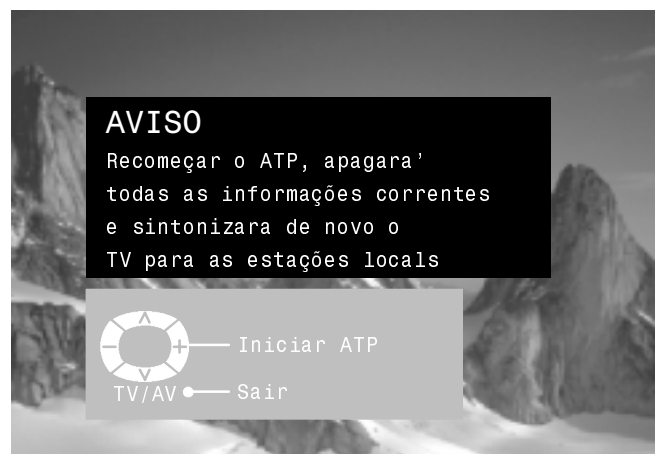 AVISO
Recomeçar o ATP, apagara’
todas as informações correntes
e sintonizara de novo o
TV para as estações locals
Iniciar ATP
TV/AV Sair